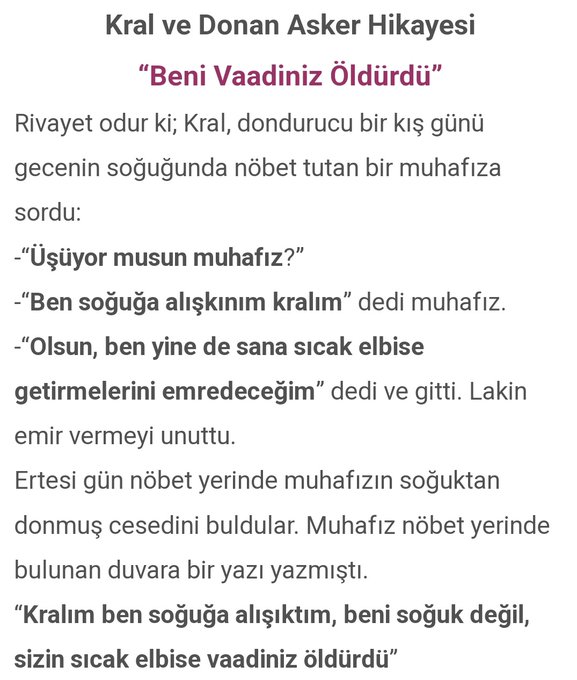 Kral ve Donan Asker Hikayesi
“Beni Vaadiniz Öldürdü”
Rivayet odur ki; Kral, dondurucu bir kış günü
gecenin soğuğunda nöbet tutan bir muhafıza
sordu:
-“Üşüyor musun muhafız?”
-“Ben soğuğa alışkınım kralım” dedi muhafız.
-“Olsun, ben yine de sana sıcak elbise
getirmelerini emredeceğim” dedi ve gitti. Lakin
emir vermeyi unuttu.
Ertesi gün nöbet yerinde muhafızın soğuktan
donmuş cesedini buldular. Muhafız nöbet yerinde
bulunan duvara bir yazı yazmıştı.
“Kralım ben soğuğa alışıktım, beni soğuk değil,
sizin sıcak elbise vaadiniz öldürdü”